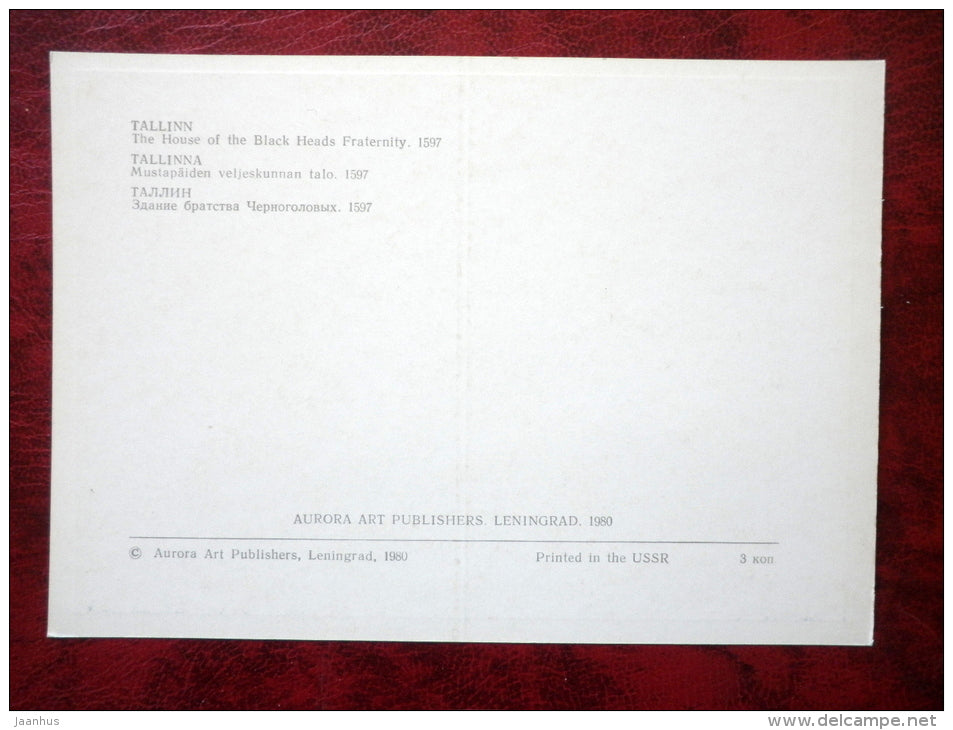 TALLINN
The House of the Black Heads Fraternity. 1597
TALLINNA
Mustapäiden veljeskunnan talo. 1597
ТАЛЛИН
Здание братства Черноголовых. 1597
AURORA ART PUBLISHERS. LENINGRAD. 1980
© Aurora Art Publishers, Leningrad, 1980 Printed in the USSR 3 коп
jaanhus www.delcampe.net